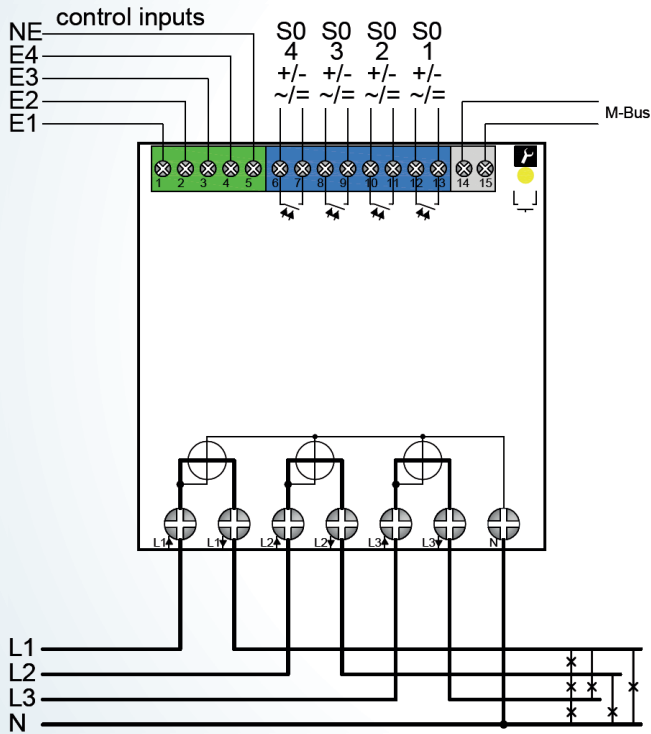 control inputs
NE
E4
E3
E2
E1
S0 S0 S0 S0
4 3 2 1
+/- +/- +/- +/-
~/= ~/= ~/= ~/=
M-Bus
1 2 3 4 5 6 7 8 9 10 11 12 13 14 15
L1 L1 L2 L2 L3 L3 N
L1
L2
L3
N